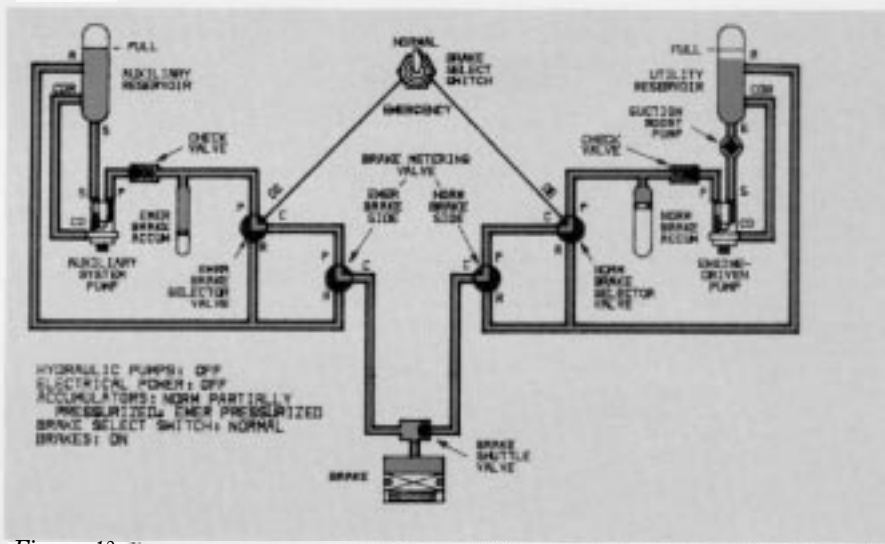 NORMAL
BRAKE
SELECT
SWITCH
EMERGENCY
R
FULL
AUXILIARY
RESERVOIR
S
CHECK
VALVE
S
P
CD
EMER
BRAKE
ACCUM
AUXILIARY
SYSTEM
PUMP
P
C
R
EMER
BRAKE
SELECTOR
VALVE
BRAKE METERING
VALVE
EMER
BRAKE
SIDE
NORM
BRAKE
SIDE
P
C
R
C
P
R
FULL
R
UTILITY
RESERVOIR
SUCTION
BOOST
PUMP
CHECK
VALVE
P
S
CD
NORM
BRAKE
ACCUM
ENGINE-
DRIVEN
PUMP
C
P
R
NORM
BRAKE
SELECTOR
VALVE
HYDRAULIC PUMPS: OFF
ELECTRICAL POWER: OFF
ACCUMULATORS: NORM PARTIALLY
PRESSURIZED, EMER PRESSURIZED
BRAKE SELECT SWITCH: NORMAL
BRAKES: ON
BRAKE
BRAKE
SHUTTLE
VALVE